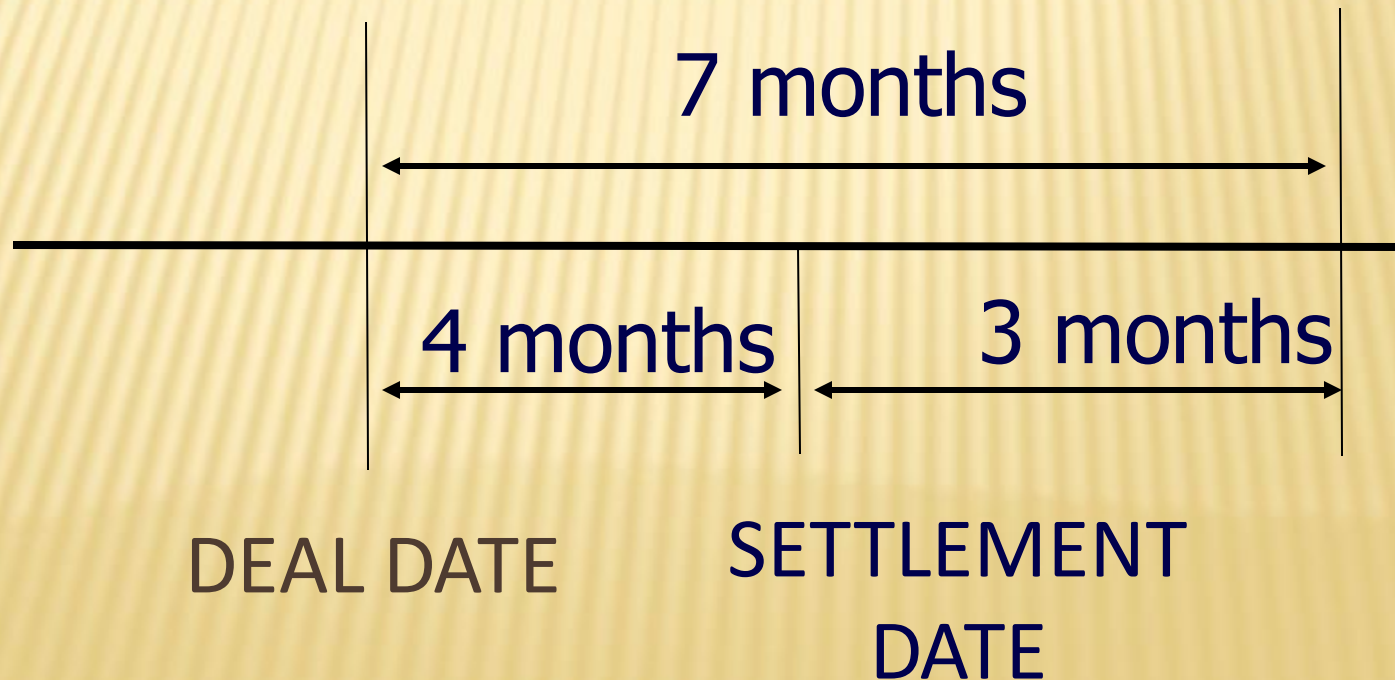 7 months
4 months
3 months
DEAL DATE
SETTLEMENT
DATE